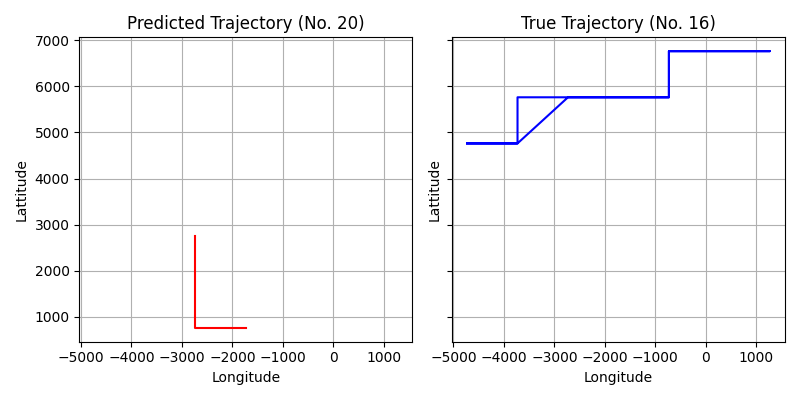 Predicted Trajectory (No. 20)
True Trajectory (No. 16)
7000
6000
5000
4000
3000
2000
1000
Lattitude
Lattitude
−5000 −4000 −3000 −2000 −1000 0 1000
−5000 −4000 −3000 −2000 −1000 0 1000
Longitude
Longitude